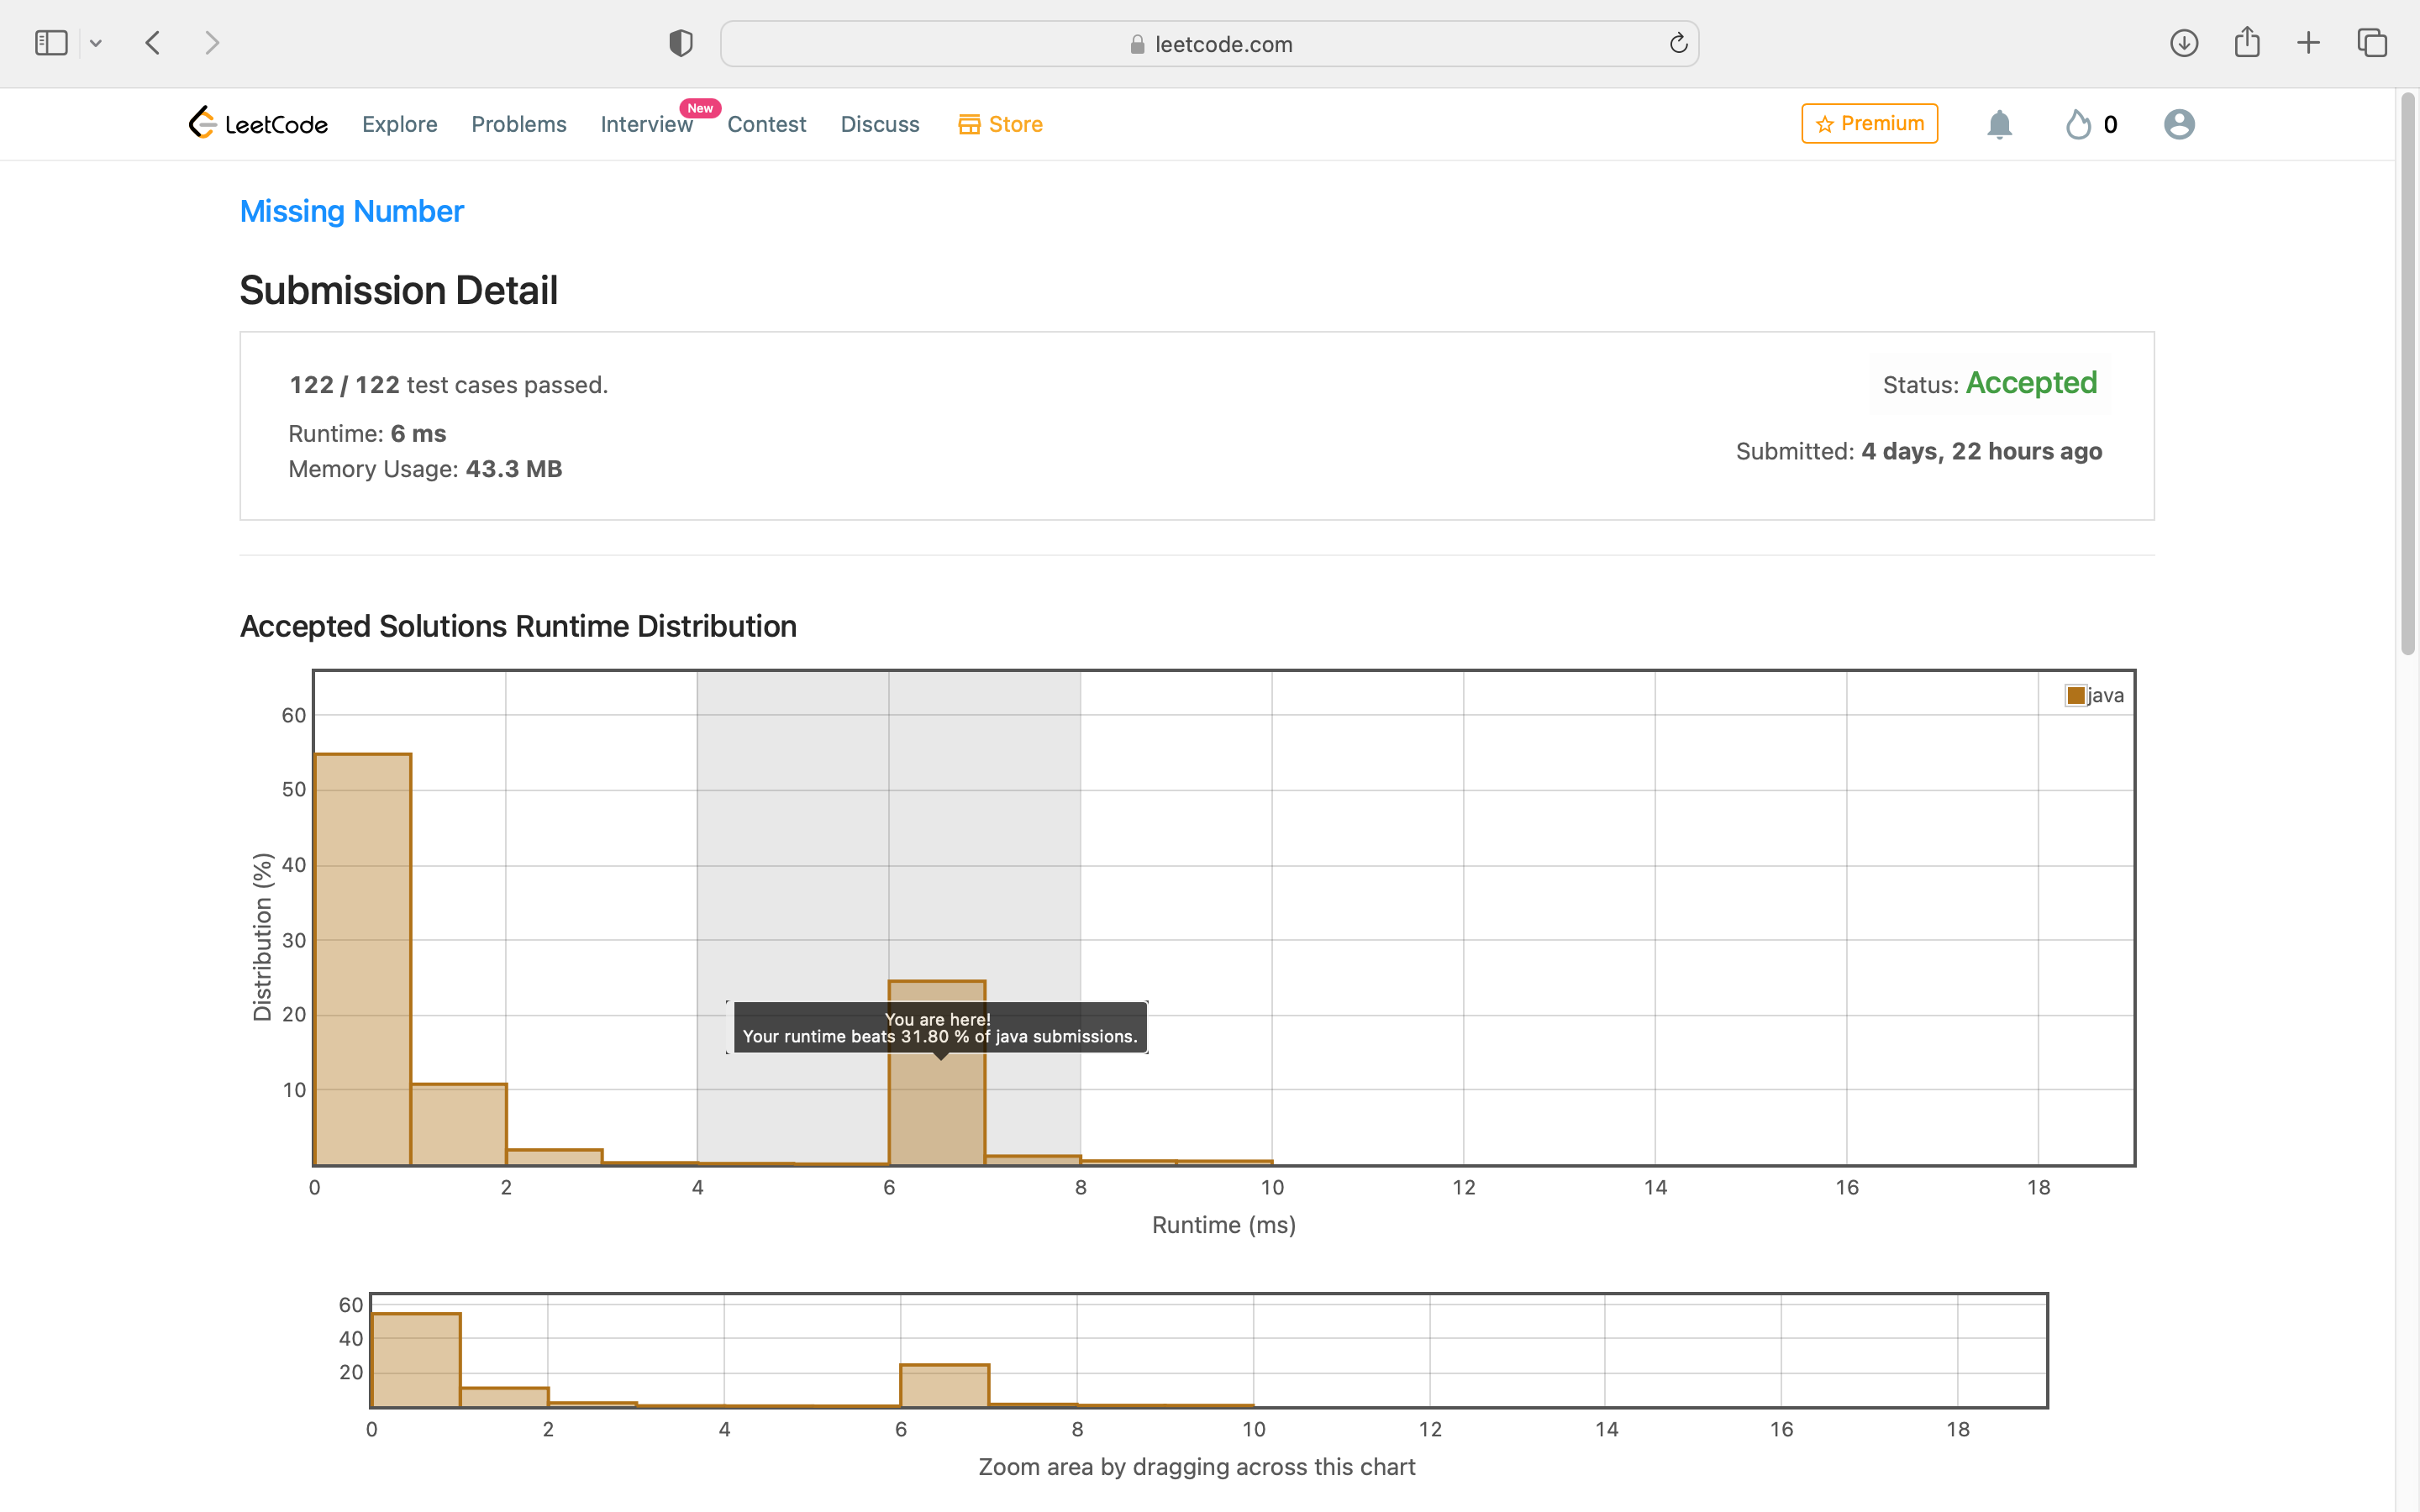 leetcode.com
LeetCode Explore Problems Interview New Contest Discuss Store Premium 0
Missing Number
Submission Detail
122 / 122 test cases passed.
Status: Accepted
Runtime: 6 ms
Submitted: 4 days, 22 hours ago
Memory Usage: 43.3 MB
Accepted Solutions Runtime Distribution
java
60
50
40
30
20
10
Distribution (%)
You are here!
Your runtime beats 31.80 % of java submissions.
0 2 4 6 8 10 12 14 16 18
Runtime (ms)
60
40
20
0 2 4 6 8 10 12 14 16 18
Zoom area by dragging across this chart